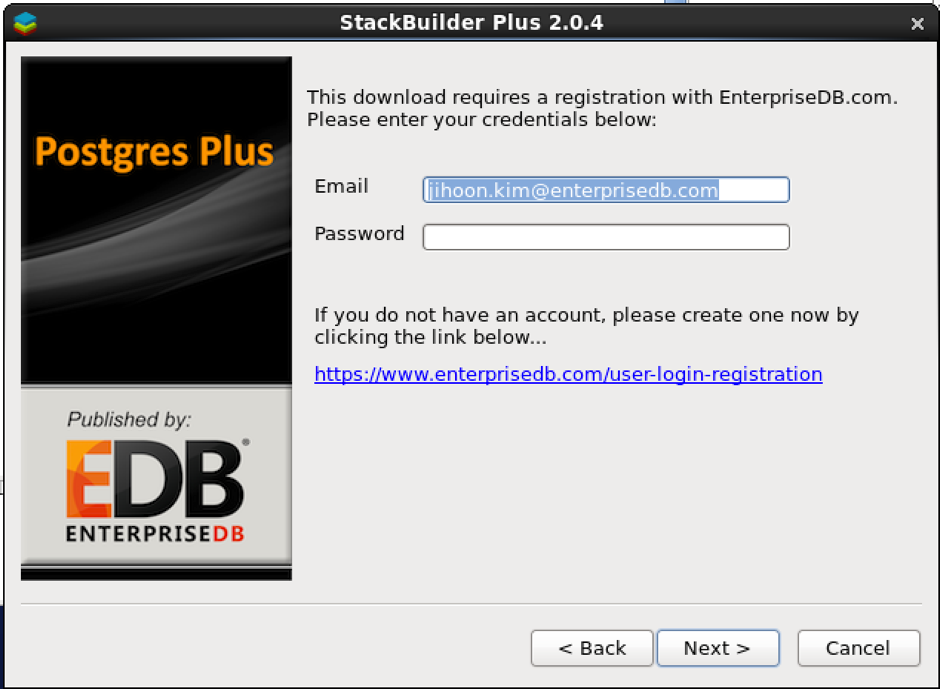 StackBuilder Plus 2.0.4
Postgres Plus
Published by:
EDB®
ENTERPRISEDB
This download requires a registration with EnterpriseDB.com.
Please enter your credentials below:
Email
jihoon.kim@enterprisedb.com
Password
If you do not have an account, please create one now by
clicking the link below...
https://www.enterprisedb.com/user-login-registration
< Back
Next >
Cancel